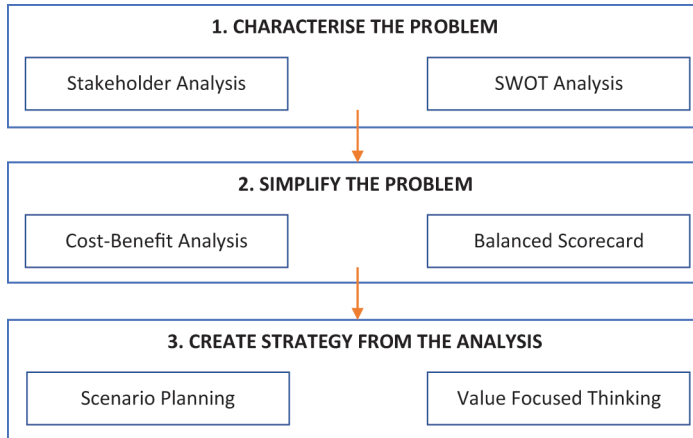 1. CHARACTERISE THE PROBLEM
Stakeholder Analysis
SWOT Analysis
2. SIMPLIFY THE PROBLEM
Cost-Benefit Analysis
Balanced Scorecard
3. CREATE STRATEGY FROM THE ANALYSIS
Scenario Planning
Value Focused Thinking